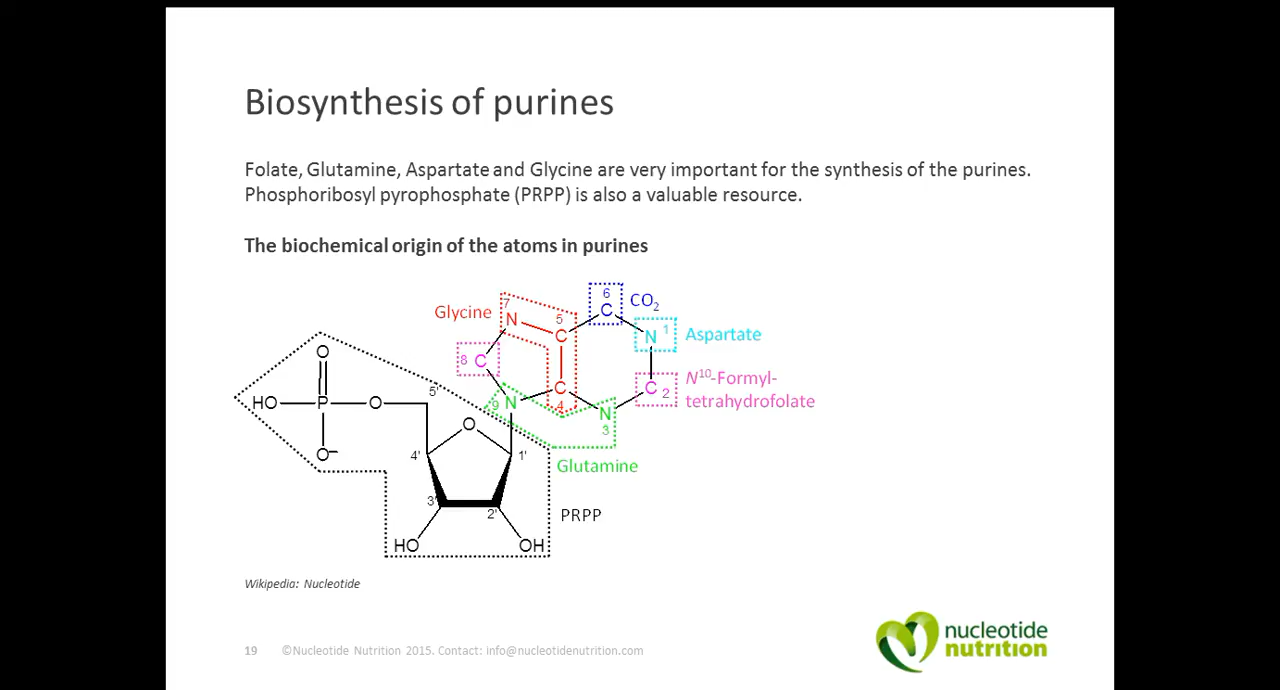 Biosynthesis of purines
Folate, Glutamine, Aspartate and Glycine are very important for the synthesis of the purines.
Phosphoribosyl pyrophosphate (PRPP) is also a valuable resource.
The biochemical origin of the atoms in purines
6
C
CO₂
Glycine
7
N
5
C
N
1
Aspartate
8
C
C
4
C
2
N¹⁰-Formyl-
tetrahydrofolate
9
N
N
3
Glutamine
O
HO
P
O
O⁻
5'
O
4'
1'
3'
2'
HO
OH
PRPP
Wikipedia: Nucleotide
19
©Nucleotide Nutrition 2015. Contact: info@nucleotidenutrition.com
nucleotide
nutrition